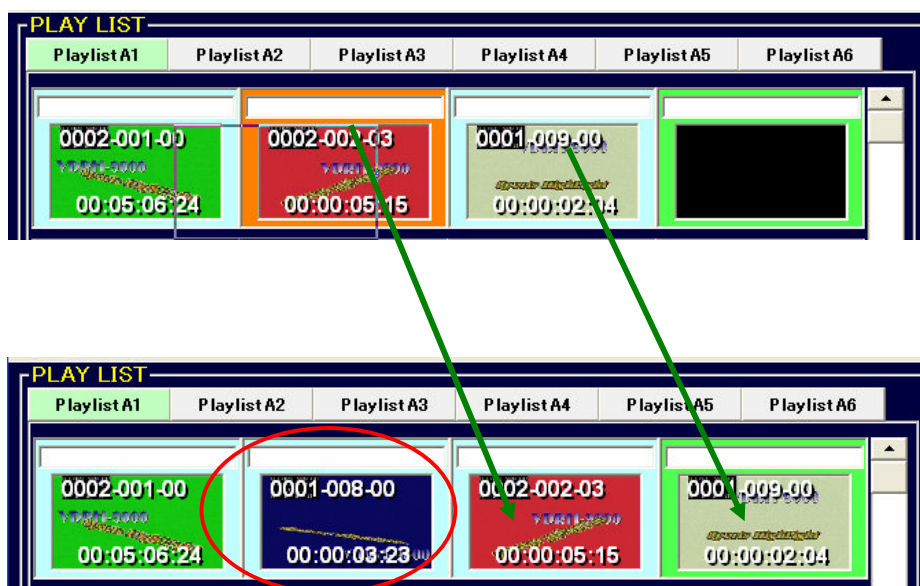 PLAY LIST
Playlist A1 Playlist A2 Playlist A3 Playlist A4 Playlist A5 Playlist A6
0002-001-00 0002-002-03 0001-009-00
00:05:06:24 00:00:05:15 00:00:02:04
PLAY LIST
Playlist A1 Playlist A2 Playlist A3 Playlist A4 Playlist A5 Playlist A6
0002-001-00 0001-008-00 0002-002-03 0001-009-00
00:05:06:24 00:00:03:23 00:00:05:15 00:00:02:04